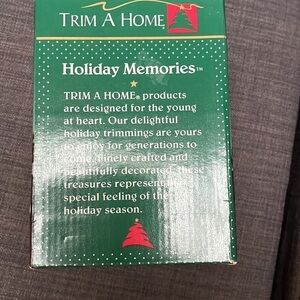 TRIM A HOME®
Holiday Memories™
TRIM A HOME® products
are designed for the young
at heart. Our delightful
holiday trimmings are yours
to enjoy for generations to
come. Finely crafted and
beautifully decorated, these
treasures represent the
special feeling of the
holiday season.